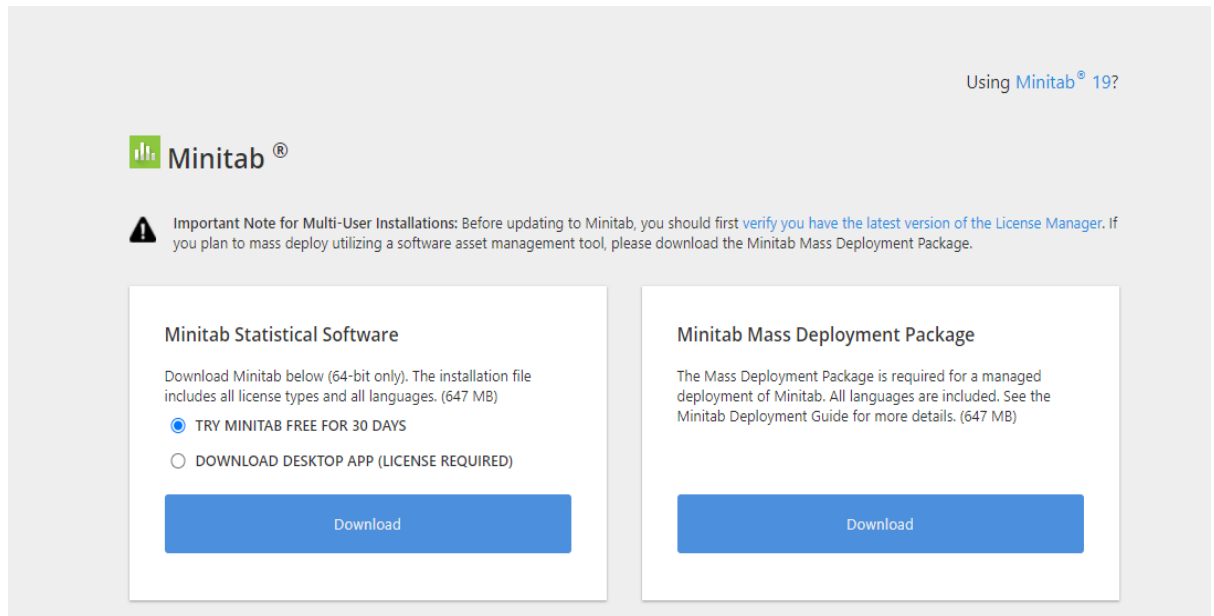 Using Minitab® 19?
Minitab ®
Important Note for Multi-User Installations: Before updating to Minitab, you should first verify you have the latest version of the License Manager. If
you plan to mass deploy utilizing a software asset management tool, please download the Minitab Mass Deployment Package.
Minitab Statistical Software
Download Minitab below (64-bit only). The installation file
includes all license types and all languages. (647 MB)
TRY MINITAB FREE FOR 30 DAYS
DOWNLOAD DESKTOP APP (LICENSE REQUIRED)
Download
Minitab Mass Deployment Package
The Mass Deployment Package is required for a managed
deployment of Minitab. All languages are included. See the
Minitab Deployment Guide for more details. (647 MB)
Download